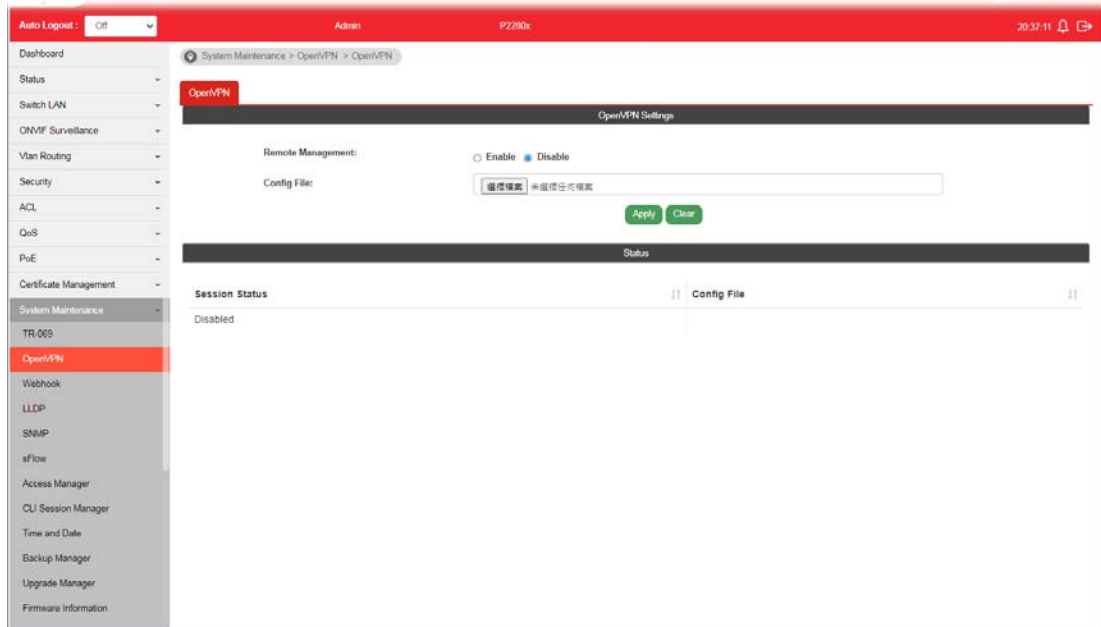 Auto Logout : Off Admin P2280x 20:37:11
Dashboard
System Maintenance > OpenVPN > OpenVPN
Status
OpenVPN
Switch LAN
OpenVPN Settings
ONVIF Surveillance
Vlan Routing
Remote Management: Enable Disable
Security
Config File: 選擇檔案 未選擇任何檔案
ACL
Apply Clear
QoS
PoE
Status
Certificate Management
Session Status Config File
System Maintenance
Disabled
TR-069
OpenVPN
Webhook
LLDP
SNMP
sFlow
Access Manager
CLI Session Manager
Time and Date
Backup Manager
Upgrade Manager
Firmware Information